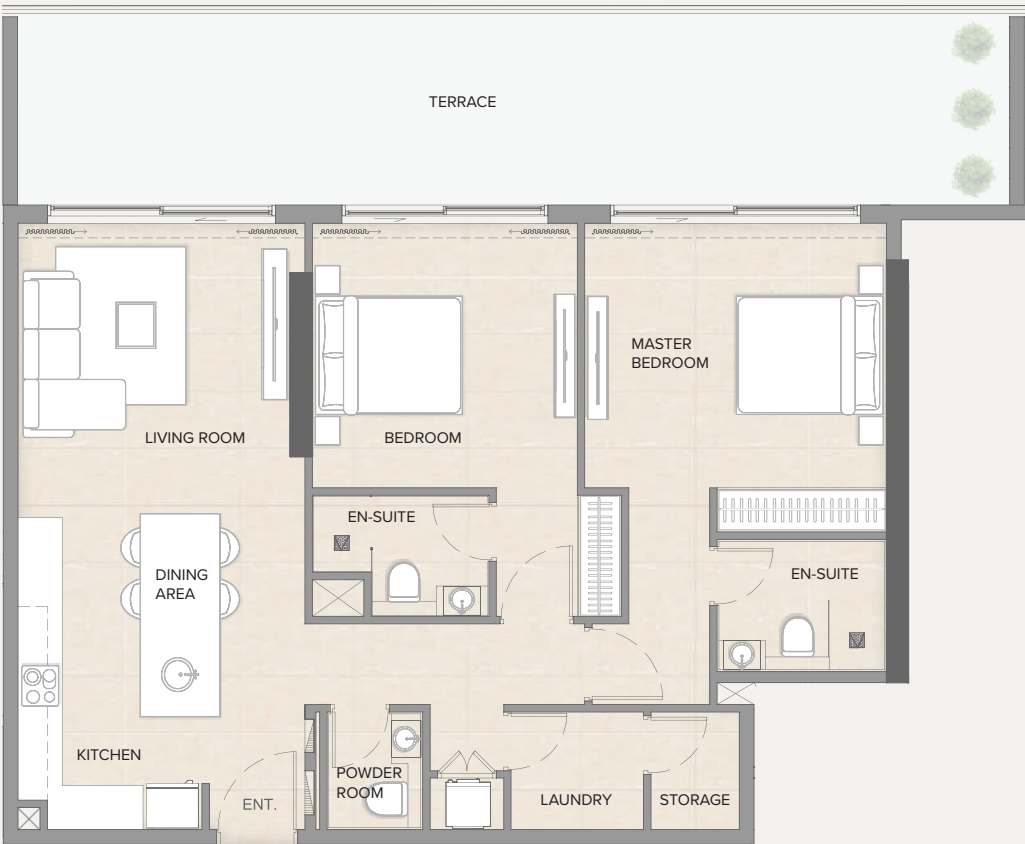 TERRACE
MASTER
BEDROOM
LIVING ROOM
BEDROOM
EN-SUITE
DINING
AREA
EN-SUITE
KITCHEN
POWDER
ROOM
ENT.
LAUNDRY
STORAGE